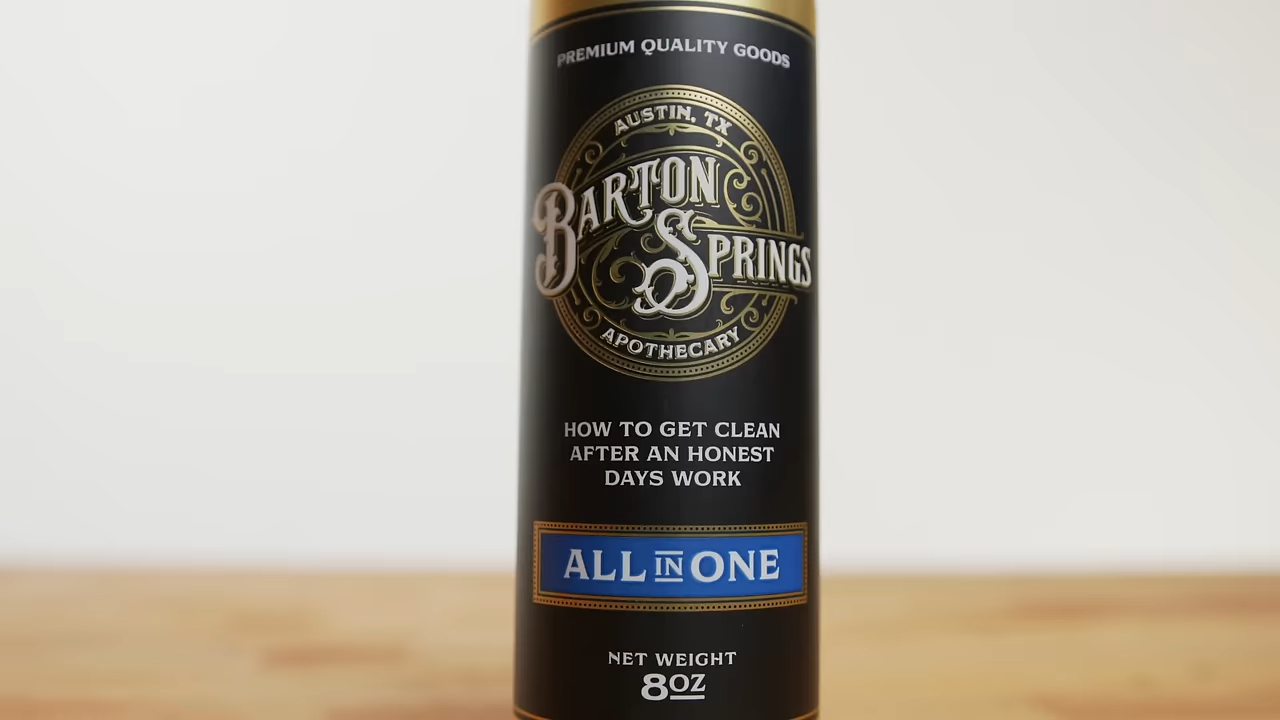 PREMIUM QUALITY GOODS
AUSTIN, TX
BARTON
SPRINGS
APOTHECARY
HOW TO GET CLEAN
AFTER AN HONEST
DAYS WORK
ALL IN ONE
NET WEIGHT
8OZ